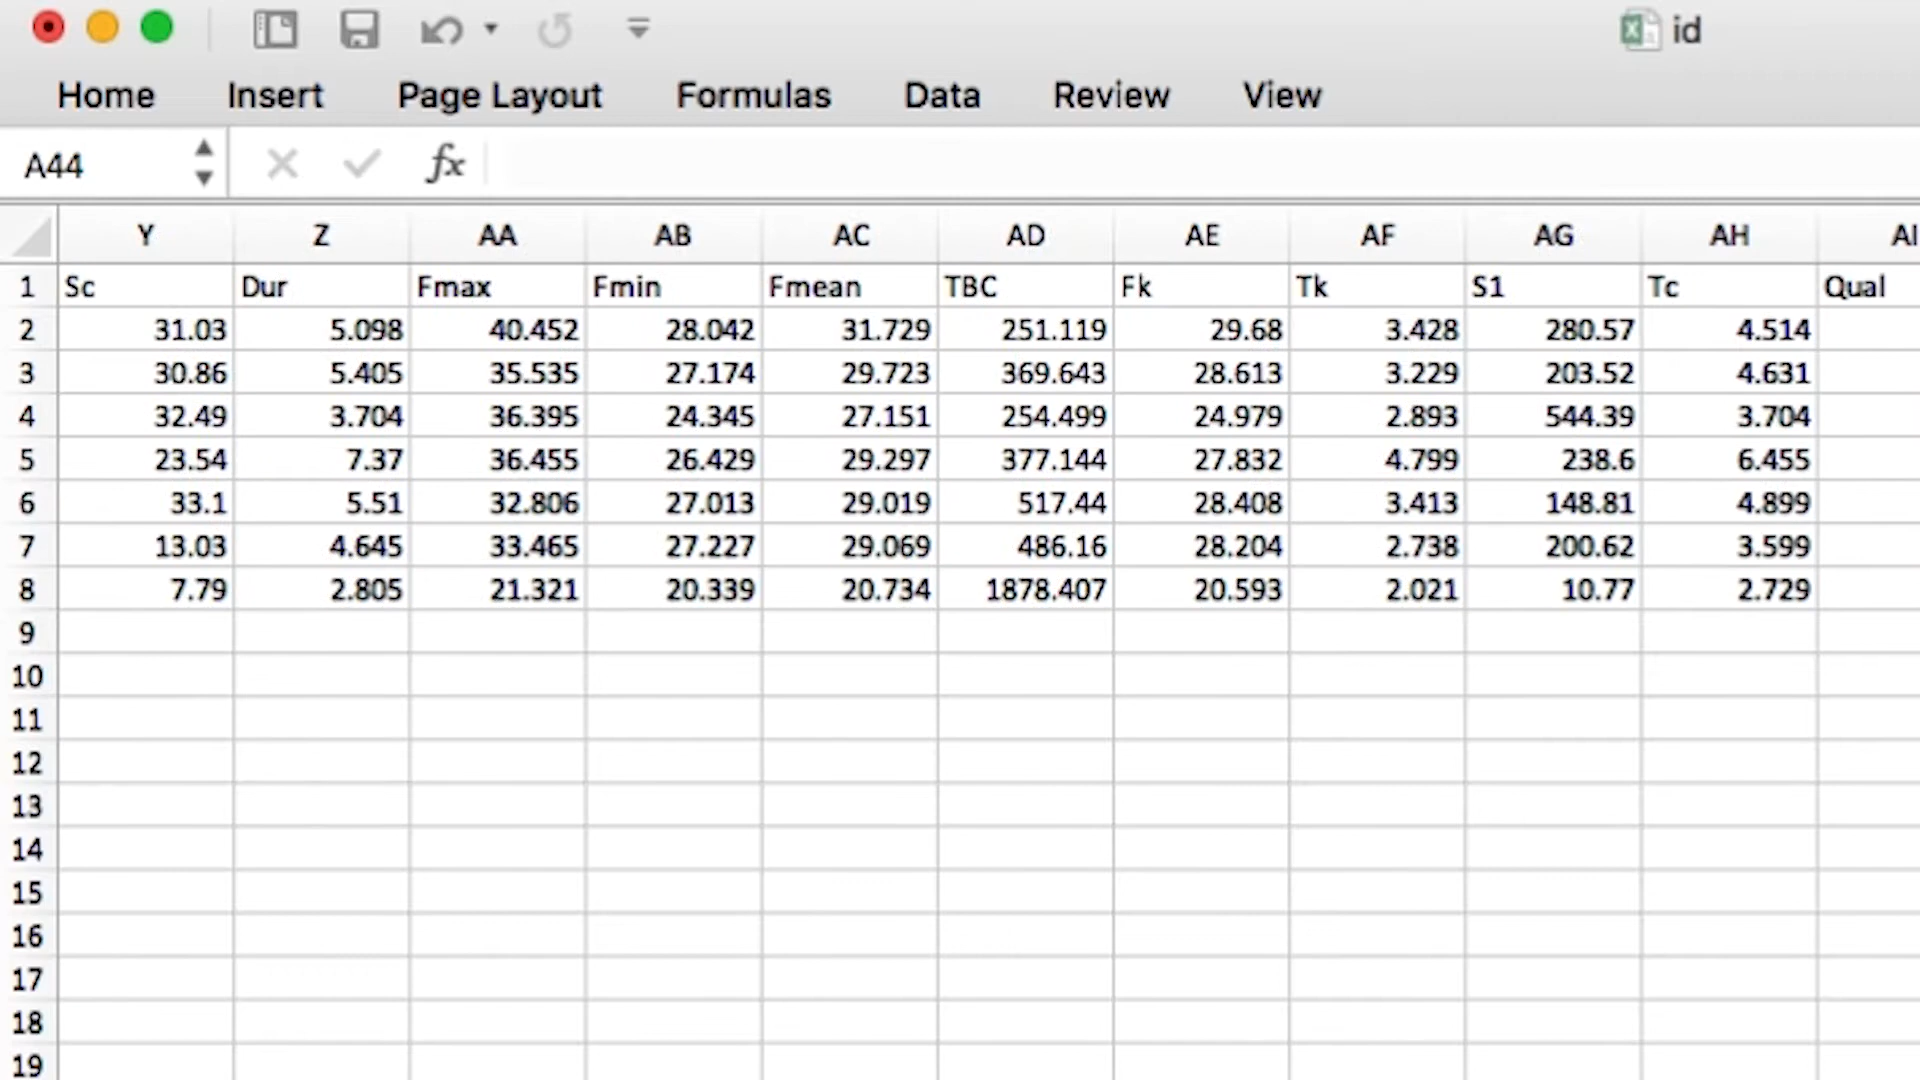 id
Home Insert Page Layout Formulas Data Review View
A44 fx
Y Z AA AB AC AD AE AF AG AH AI
1 Sc Dur Fmax Fmin Fmean TBC Fk Tk S1 Tc Qual
2 31.03 5.098 40.452 28.042 31.729 251.119 29.68 3.428 280.57 4.514
3 30.86 5.405 35.535 27.174 29.723 369.643 28.613 3.229 203.52 4.631
4 32.49 3.704 36.395 24.345 27.151 254.499 24.979 2.893 544.39 3.704
5 23.54 7.37 36.455 26.429 29.297 377.144 27.832 4.799 238.6 6.455
6 33.1 5.51 32.806 27.013 29.019 517.44 28.408 3.413 148.81 4.899
7 13.03 4.645 33.465 27.227 29.069 486.16 28.204 2.738 200.62 3.599
8 7.79 2.805 21.321 20.339 20.734 1878.407 20.593 2.021 10.77 2.729
9
10
11
12
13
14
15
16
17
18
19